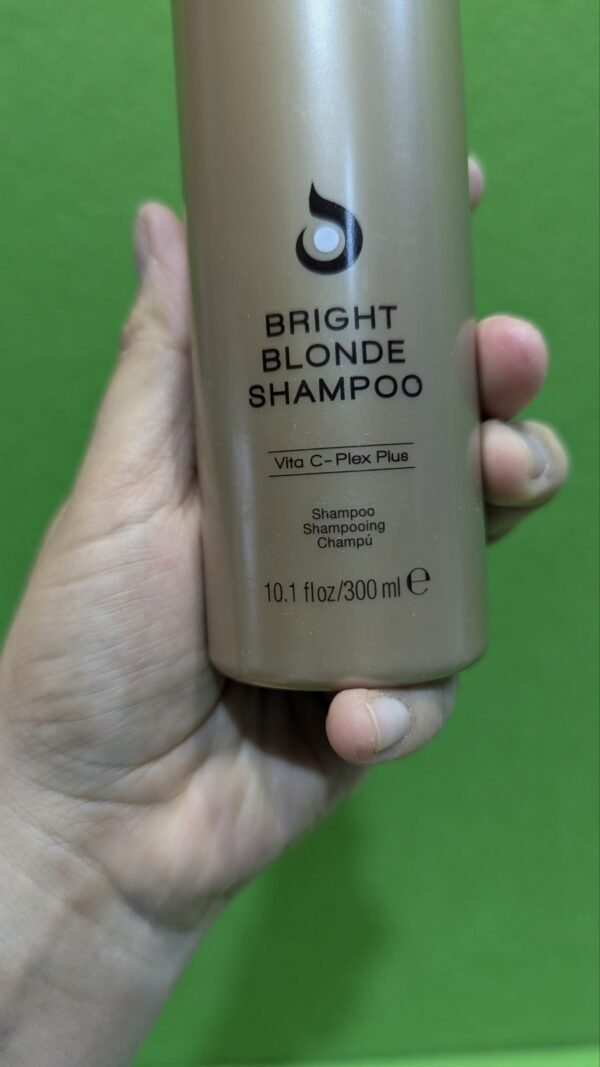 BRIGHT
BLONDE
SHAMPOO
Vita C-Plex Plus
Shampoo
Shampooing
Champú
10.1 fl oz/300 ml ℮